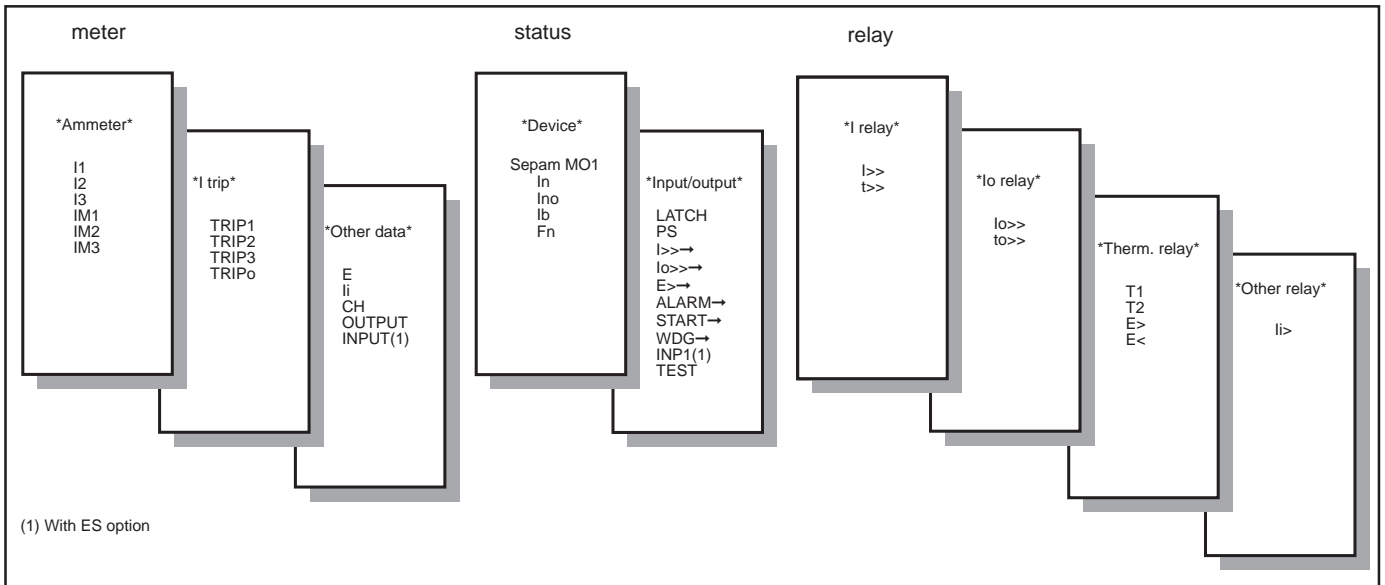 meter
*Ammeter*
I1
I2
I3
IM1
IM2
IM3
*I trip*
TRIP1
TRIP2
TRIP3
TRIPo
*Other data*
E
Ii
CH
OUTPUT
INPUT(1)
status
*Device*
Sepam MO1
In
Ino
Ib
Fn
*Input/output*
LATCH
PS
I>>→
Io>>→
E>→
ALARM→
START→
WDG→
INP1(1)
TEST
relay
*I relay*
I>>
t>>
*Io relay*
Io>>
to>>
*Therm. relay*
T1
T2
E>
E<
*Other relay*
Ii>
(1) With ES option